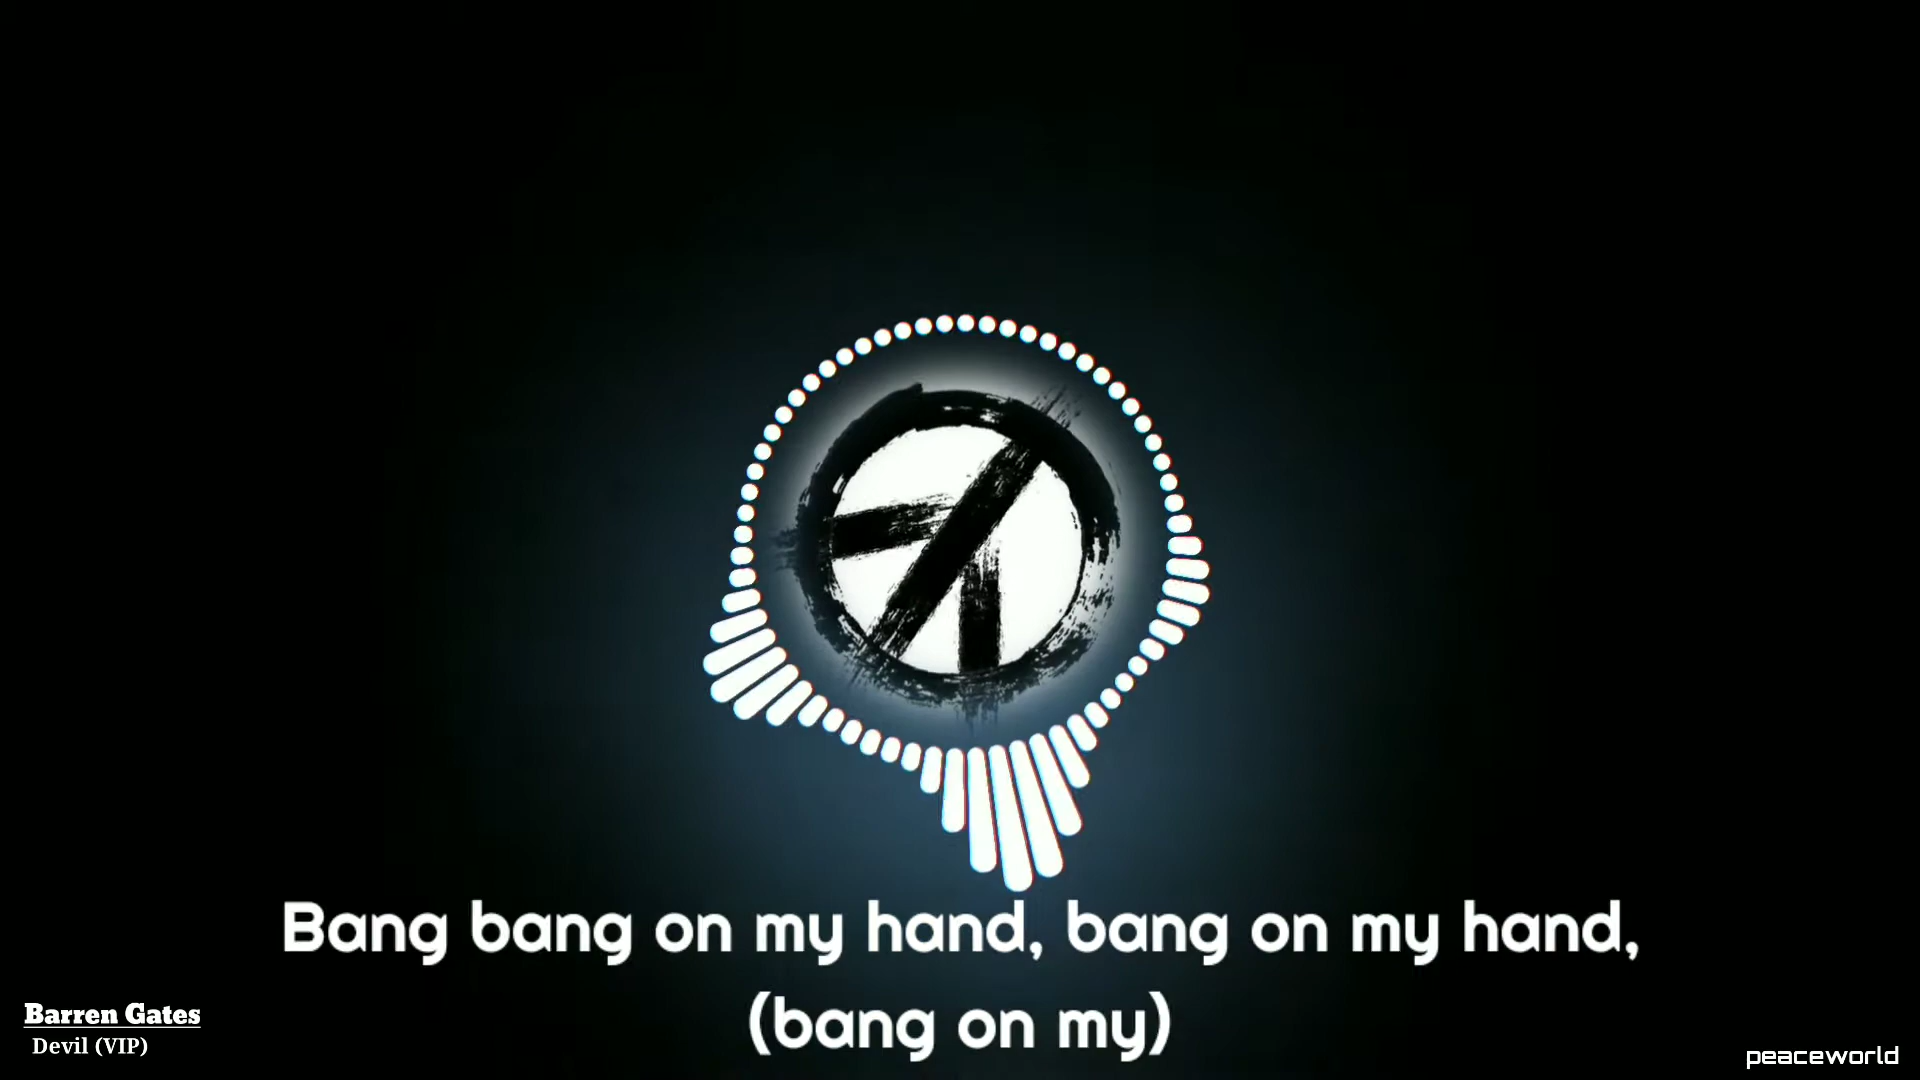 Bang bang on my hand, bang on my hand,
(bang on my)
Barren Gates
Devil (VIP)
peaceworld